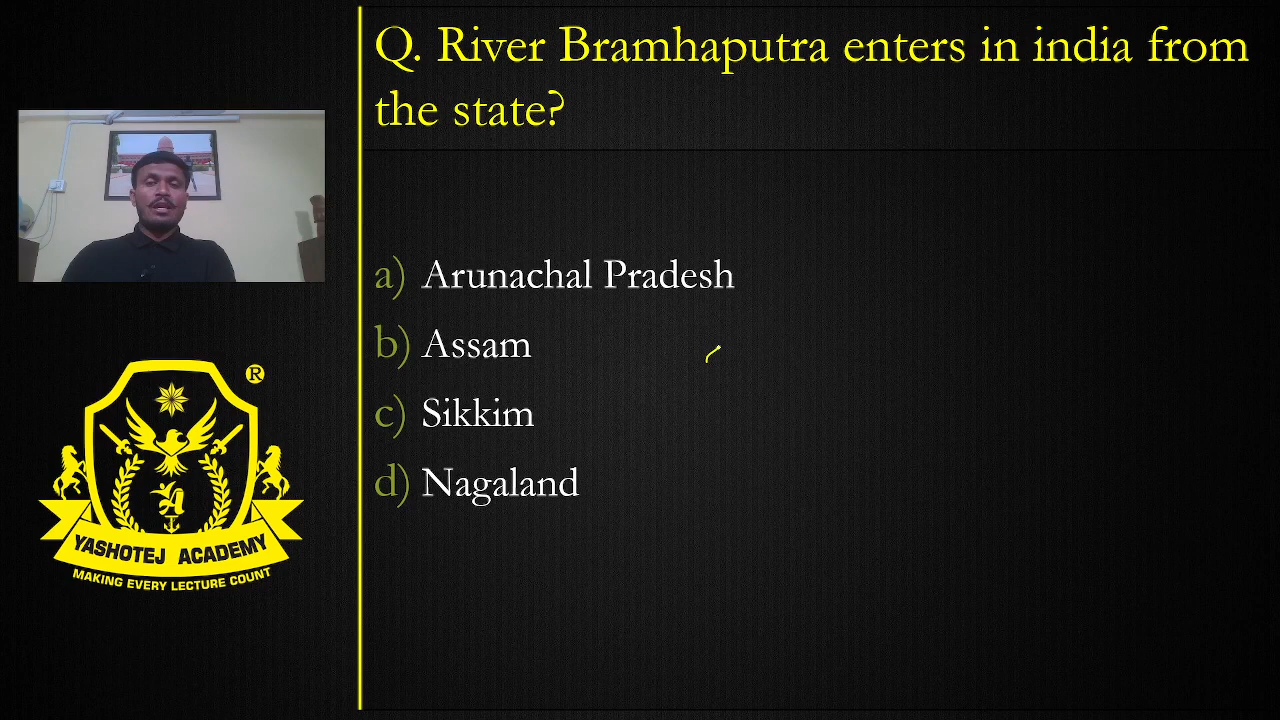 Q. River Bramhaputra enters in india from
the state?
a) Arunachal Pradesh
b) Assam
c) Sikkim
d) Nagaland
®
A
YASHOTEJ ACADEMY
MAKING EVERY LECTURE COUNT